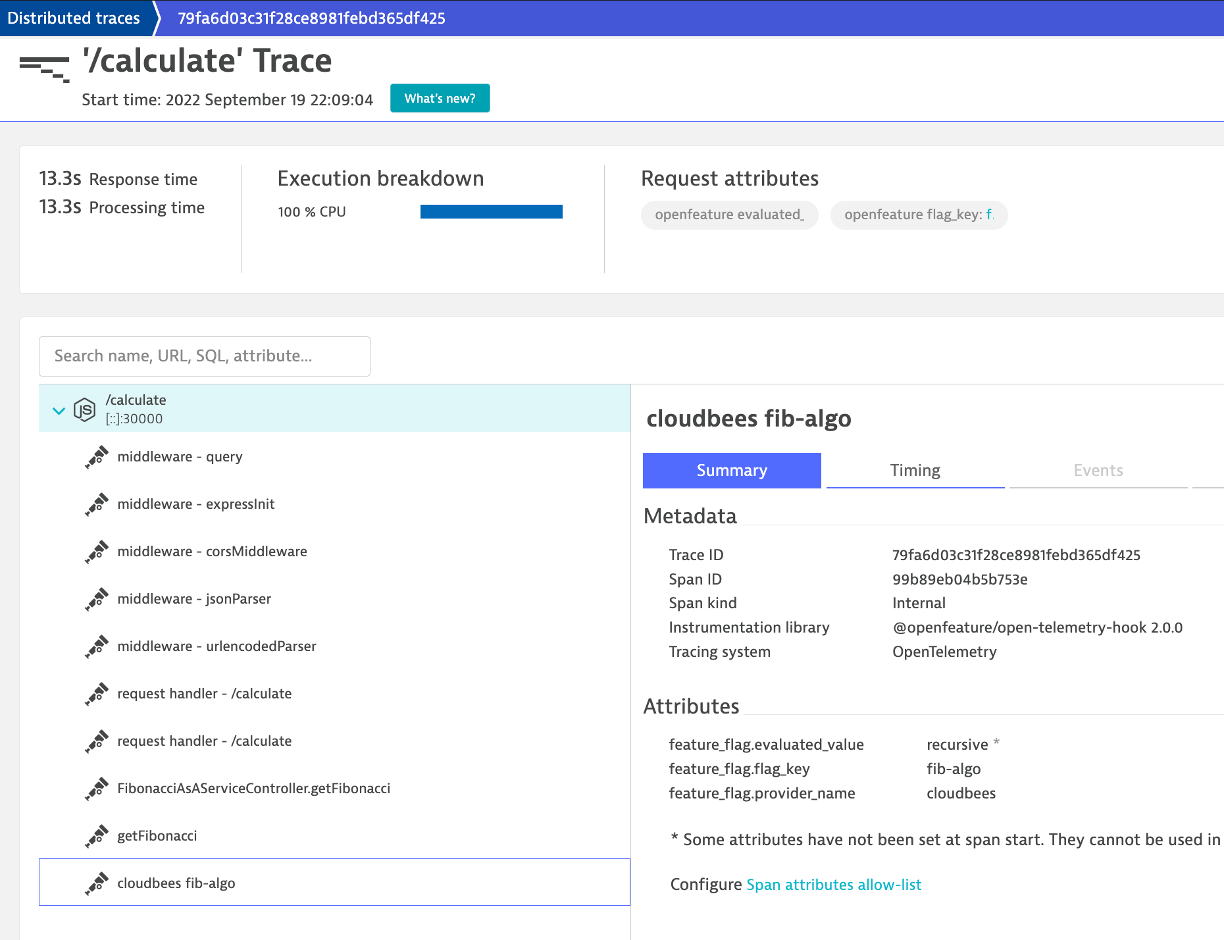 Distributed traces 79fa6d03c31f28ce8981febd365df425
'/calculate' Trace
Start time: 2022 September 19 22:09:04 What's new?
13.3s Response time
13.3s Processing time
Execution breakdown
100 % CPU
Request attributes
openfeature evaluated_
openfeature flag_key: f
Search name, URL, SQL, attribute...
JS
/calculate
[::]:30000
middleware - query
middleware - expressInit
middleware - corsMiddleware
middleware - jsonParser
middleware - urlencodedParser
request handler - /calculate
request handler - /calculate
FibonacciAsAServiceController.getFibonacci
getFibonacci
cloudbees fib-algo
cloudbees fib-algo
Summary Timing Events
Metadata
Trace ID 79fa6d03c31f28ce8981febd365df425
Span ID 99b89eb04b5b753e
Span kind Internal
Instrumentation library @openfeature/open-telemetry-hook 2.0.0
Tracing system OpenTelemetry
Attributes
feature_flag.evaluated_value recursive *
feature_flag.flag_key fib-algo
feature_flag.provider_name cloudbees
* Some attributes have not been set at span start. They cannot be used in
Configure Span attributes allow-list